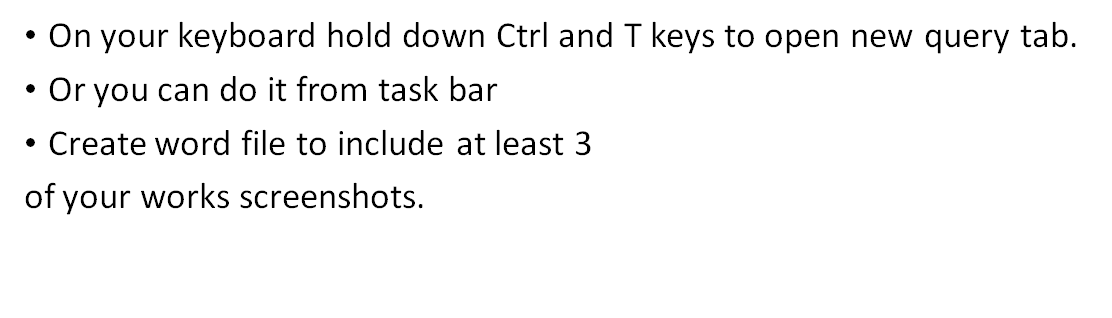 • On your keyboard hold down Ctrl and T keys to open new query tab.
• Or you can do it from task bar
• Create word file to include at least 3
of your works screenshots.